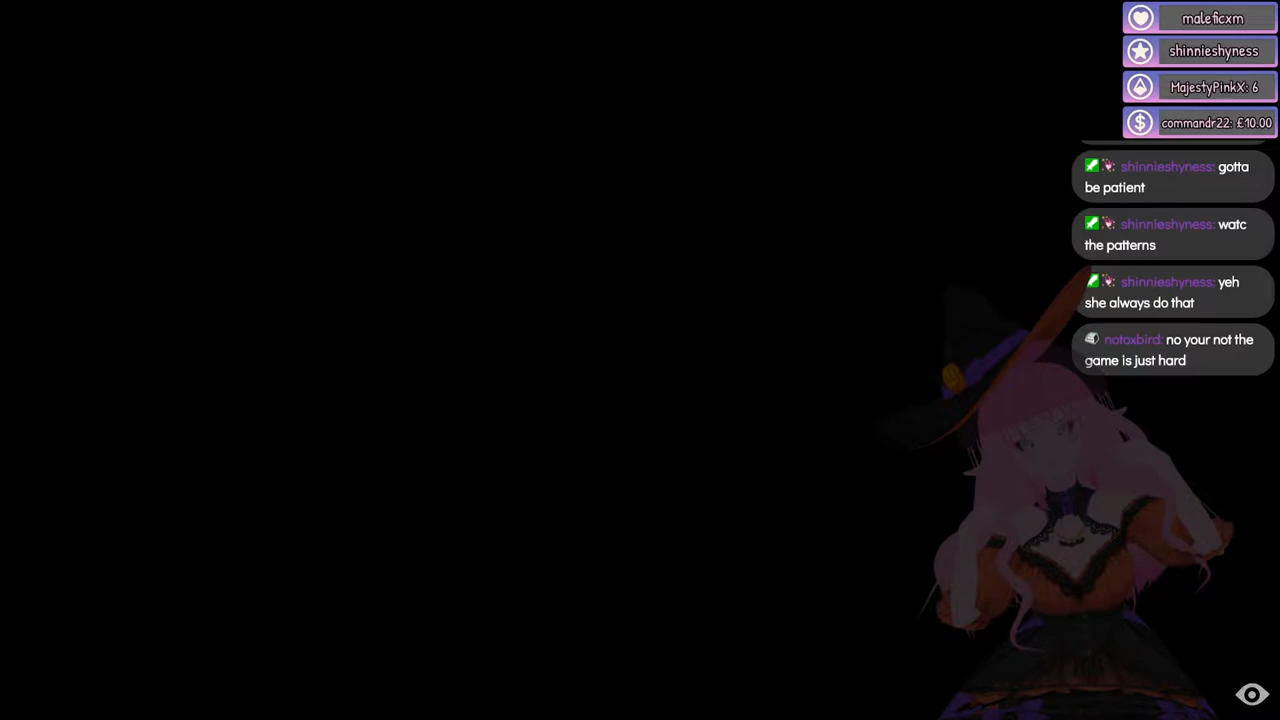 maleficxm
shinnieshyness
MajestyPinkX: 6
commandr22: £10.00
shinnieshyness: gotta
be patient
shinnieshyness: watc
the patterns
shinnieshyness: yeh
she always do that
notoxbird: no your not the
game is just hard